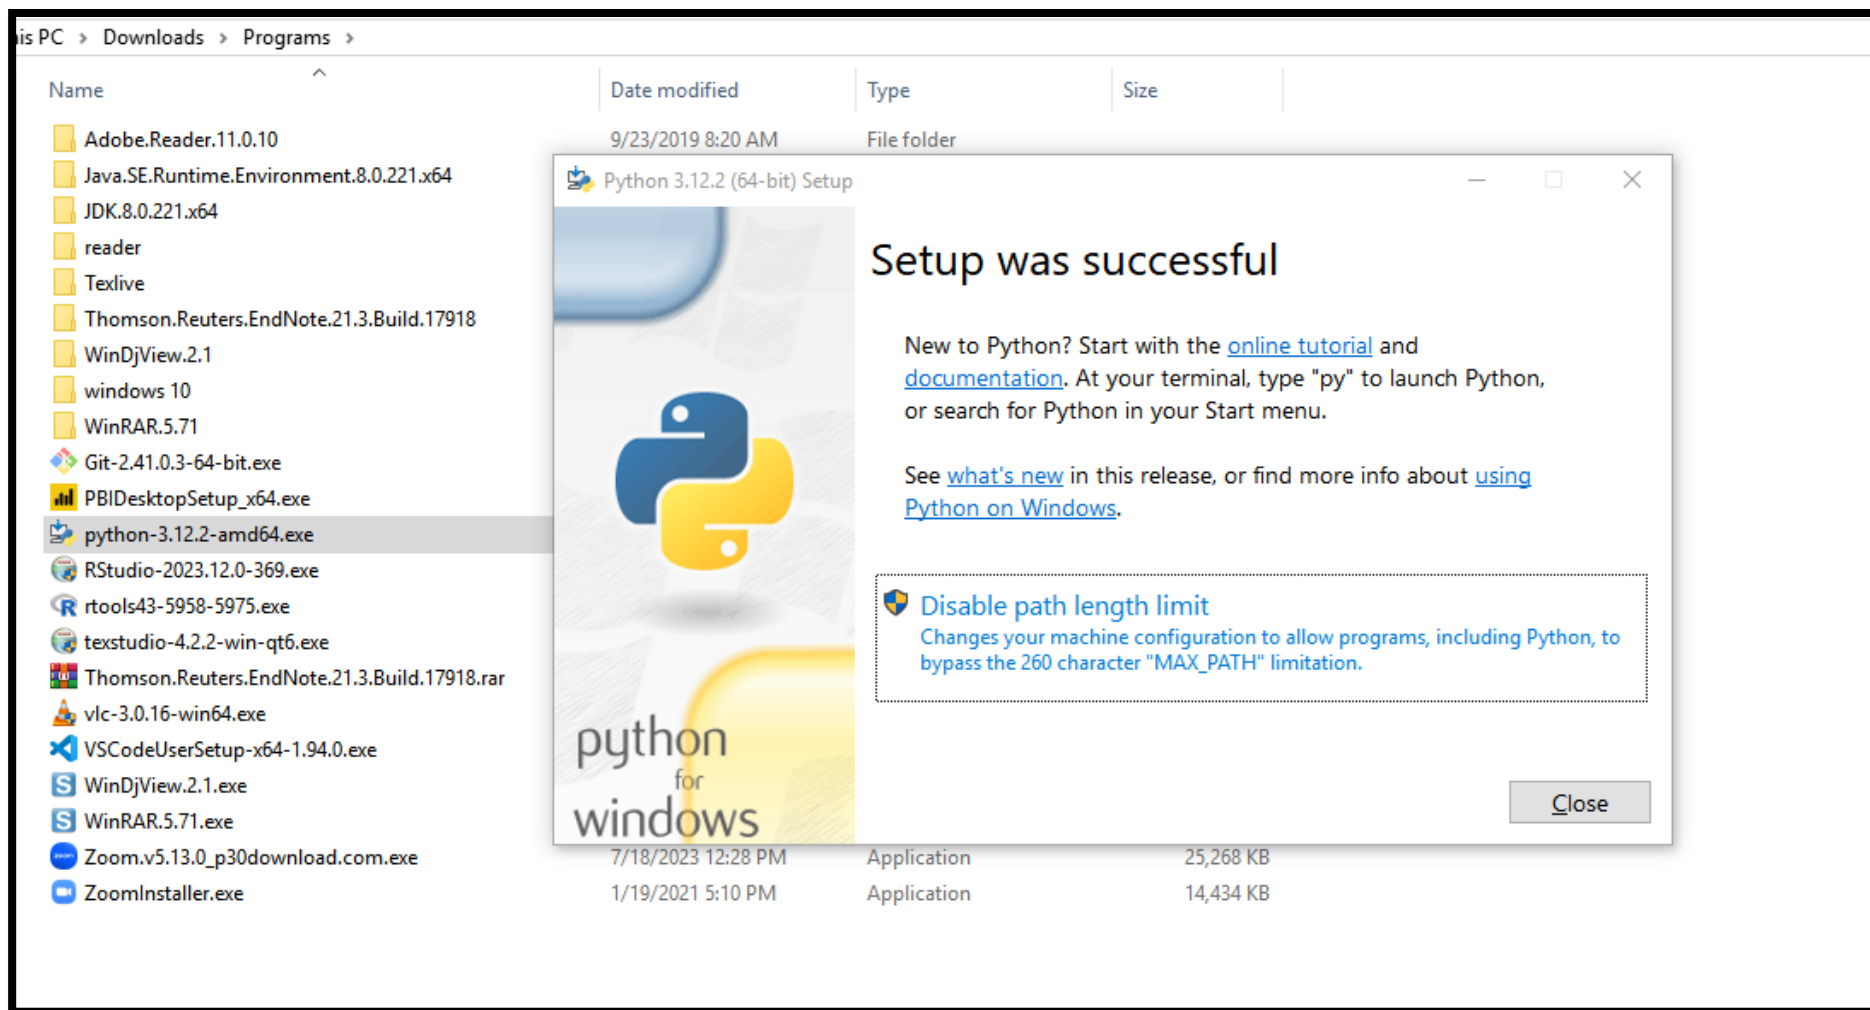 is PC > Downloads > Programs >
Name Date modified Type Size
Adobe.Reader.11.0.10 9/23/2019 8:20 AM File folder
Java.SE.Runtime.Environment.8.0.221.x64
JDK.8.0.221.x64
reader
Texlive
Thomson.Reuters.EndNote.21.3.Build.17918
WinDjView.2.1
windows 10
WinRAR.5.71
Git-2.41.0.3-64-bit.exe
PBIDesktopSetup_x64.exe
python-3.12.2-amd64.exe
RStudio-2023.12.0-369.exe
rtools43-5958-5975.exe
texstudio-4.2.2-win-qt6.exe
Thomson.Reuters.EndNote.21.3.Build.17918.rar
vlc-3.0.16-win64.exe
VSCodeUserSetup-x64-1.94.0.exe
WinDjView.2.1.exe
WinRAR.5.71.exe
Zoom.v5.13.0_p30download.com.exe 7/18/2023 12:28 PM Application 25,268 KB
ZoomInstaller.exe 1/19/2021 5:10 PM Application 14,434 KB
Python 3.12.2 (64-bit) Setup
Setup was successful
New to Python? Start with the online tutorial and
documentation. At your terminal, type "py" to launch Python,
or search for Python in your Start menu.
See what's new in this release, or find more info about using
Python on Windows.
Disable path length limit
Changes your machine configuration to allow programs, including Python, to
bypass the 260 character "MAX_PATH" limitation.
python
for
windows
Close